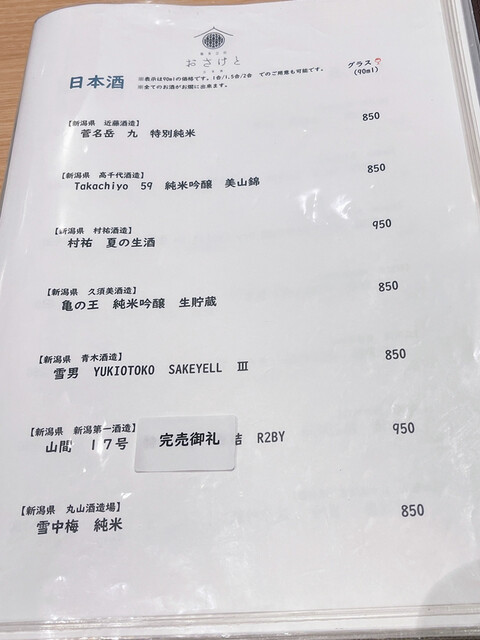 おさけと
日本酒
※表示は90mlの価格です。1合/1.5合/2合 でのご用意も可能です。
※全てのお酒がお燗に出来ます。
グラス
(90ml)
【新潟県 近藤酒造】
菅名岳 九 特別純米 850
【新潟県 高千代酒造】
Takachiyo 59 純米吟醸 美山錦 850
【新潟県 村祐酒造】
村祐 夏の生酒 950
【新潟県 久須美酒造】
亀の王 純米吟醸 生貯蔵 850
【新潟県 青木酒造】
雪男 YUKIOTOKO SAKEYELL Ⅲ 850
【新潟県 新潟第一酒造】
山間 17号 完売御礼 R2BY 950
【新潟県 丸山酒造場】
雪中梅 純米 850